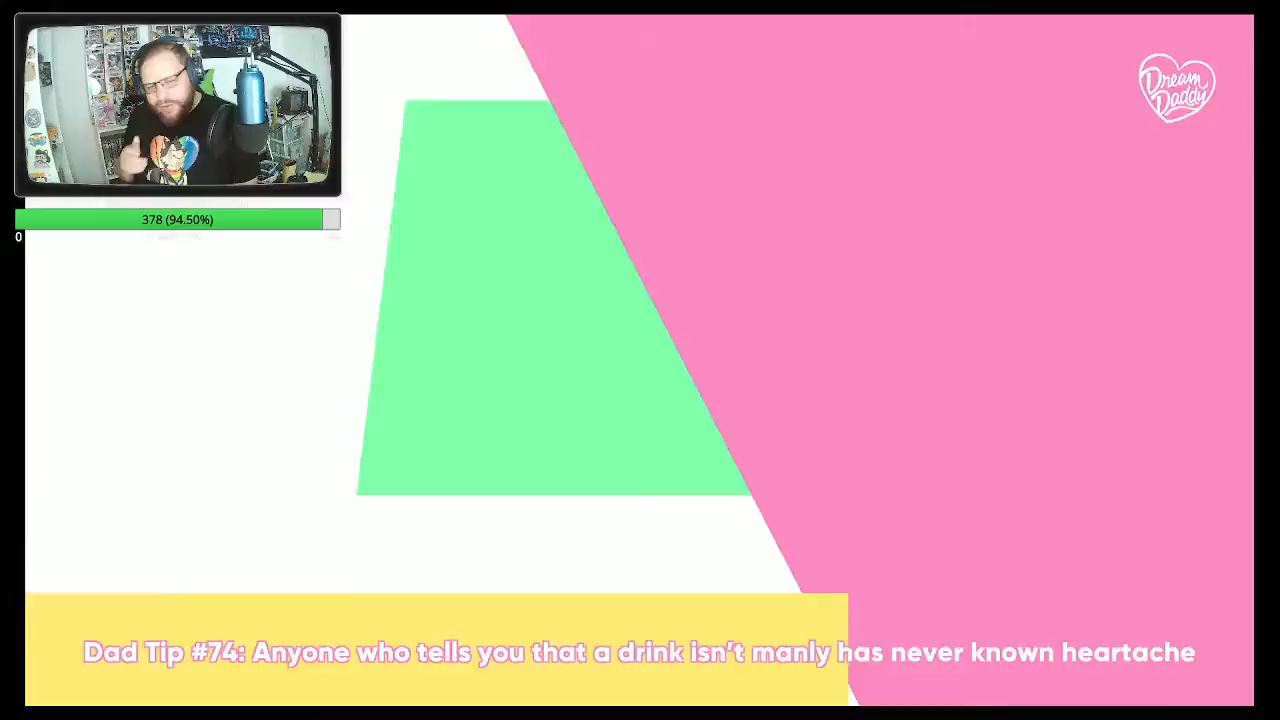 Dream
Daddy
378 (94.50%)
0
Dad Tip #74: Anyone who tells you that a drink isn't manly has never known heartache